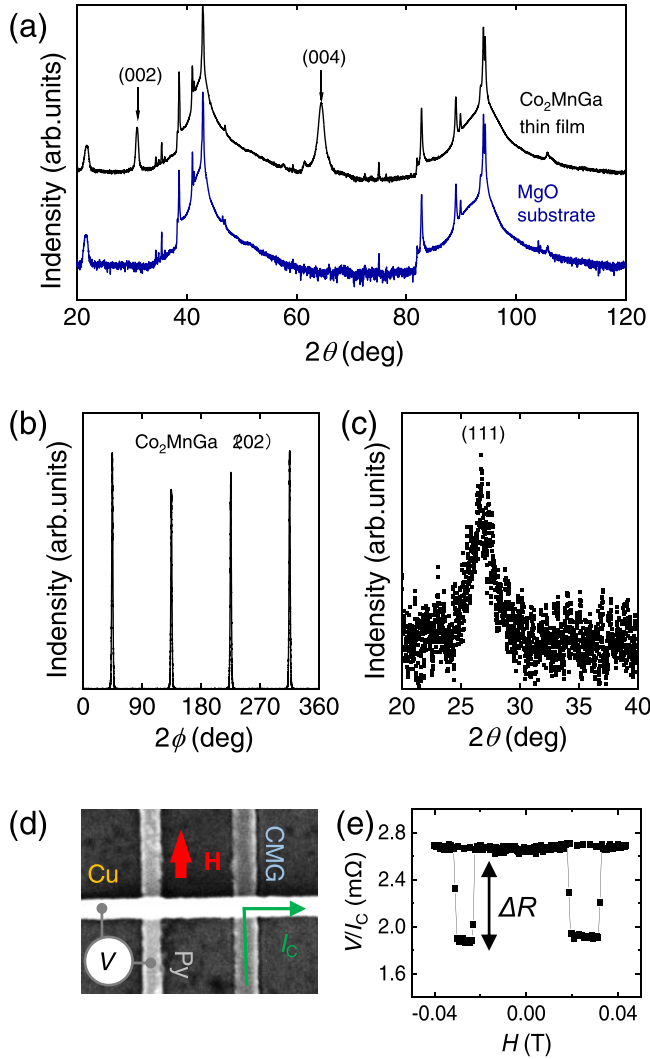 (a)
Indensity (arb.units)
(002)
(004)
Co₂MnGa
thin film
MgO
substrate
20 40 60 80 100 120
2θ (deg)
(b)
Indensity (arb.units)
Co₂MnGa
0 90 180 270 360
2ϕ (deg)
(c)
Indensity (arb.units)
(111)
20 25 30 35 40
2θ (deg)
(d)
Cu
H
CMG
V
Py
I_C
(e)
V/I_C (mΩ)
2.8
2.4
2.0
1.6
ΔR
-0.04 0.00 0.04
H (T)